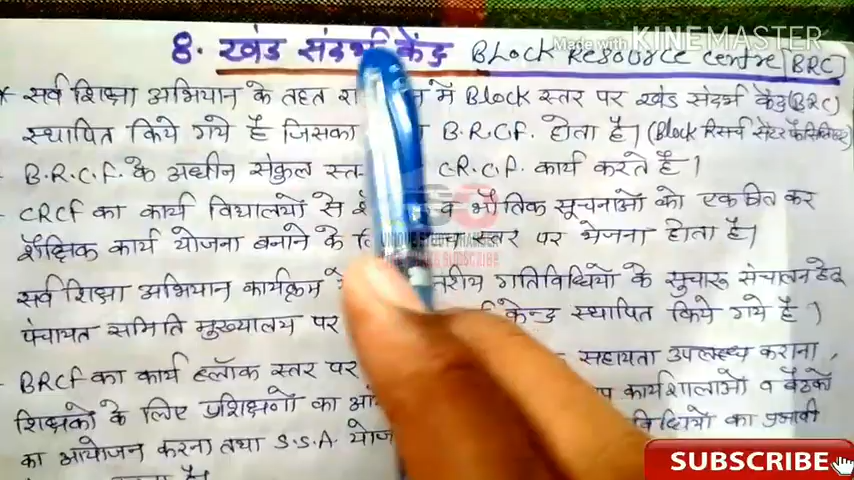 8. खंड संदर्भ केंद्र Block Resource Centre (BRC)
Made with KINEMASTER
* सर्व शिक्षा अभियान के तहत में Block स्तर पर खंड संदर्भ केंद्र (BRC)
स्थापित किये गये है जिसका B.R.C.F. होता है। (Block रिसर्च सेंटर
- B.R.C.F. के अधीन संकुल CR.C.F. कार्य करते है।
- CRCF का कार्य विद्यालयों से व भौतिक सूचनाओं को एकत्रित कर
शैक्षिक कार्य योजना बनाने के स्तर पर भेजना होता है।
SUBSCRIBE
सर्व शिक्षा अभियान कार्यक्रम गतिविधियों के सुचारू संचालन हेतु
पंचायत समिति मुख्यालय पर केन्द्र स्थापित किये गये है।
- BRCF का कार्य ब्लॉक स्तर पर सहायता उपलब्ध कराना,
शिक्षकों के लिए प्रशिक्षणों का कार्यशालाओं व बैठकों
का आयोजन करना तथा S.S.A. का प्रभावी
SUBSCRIBE